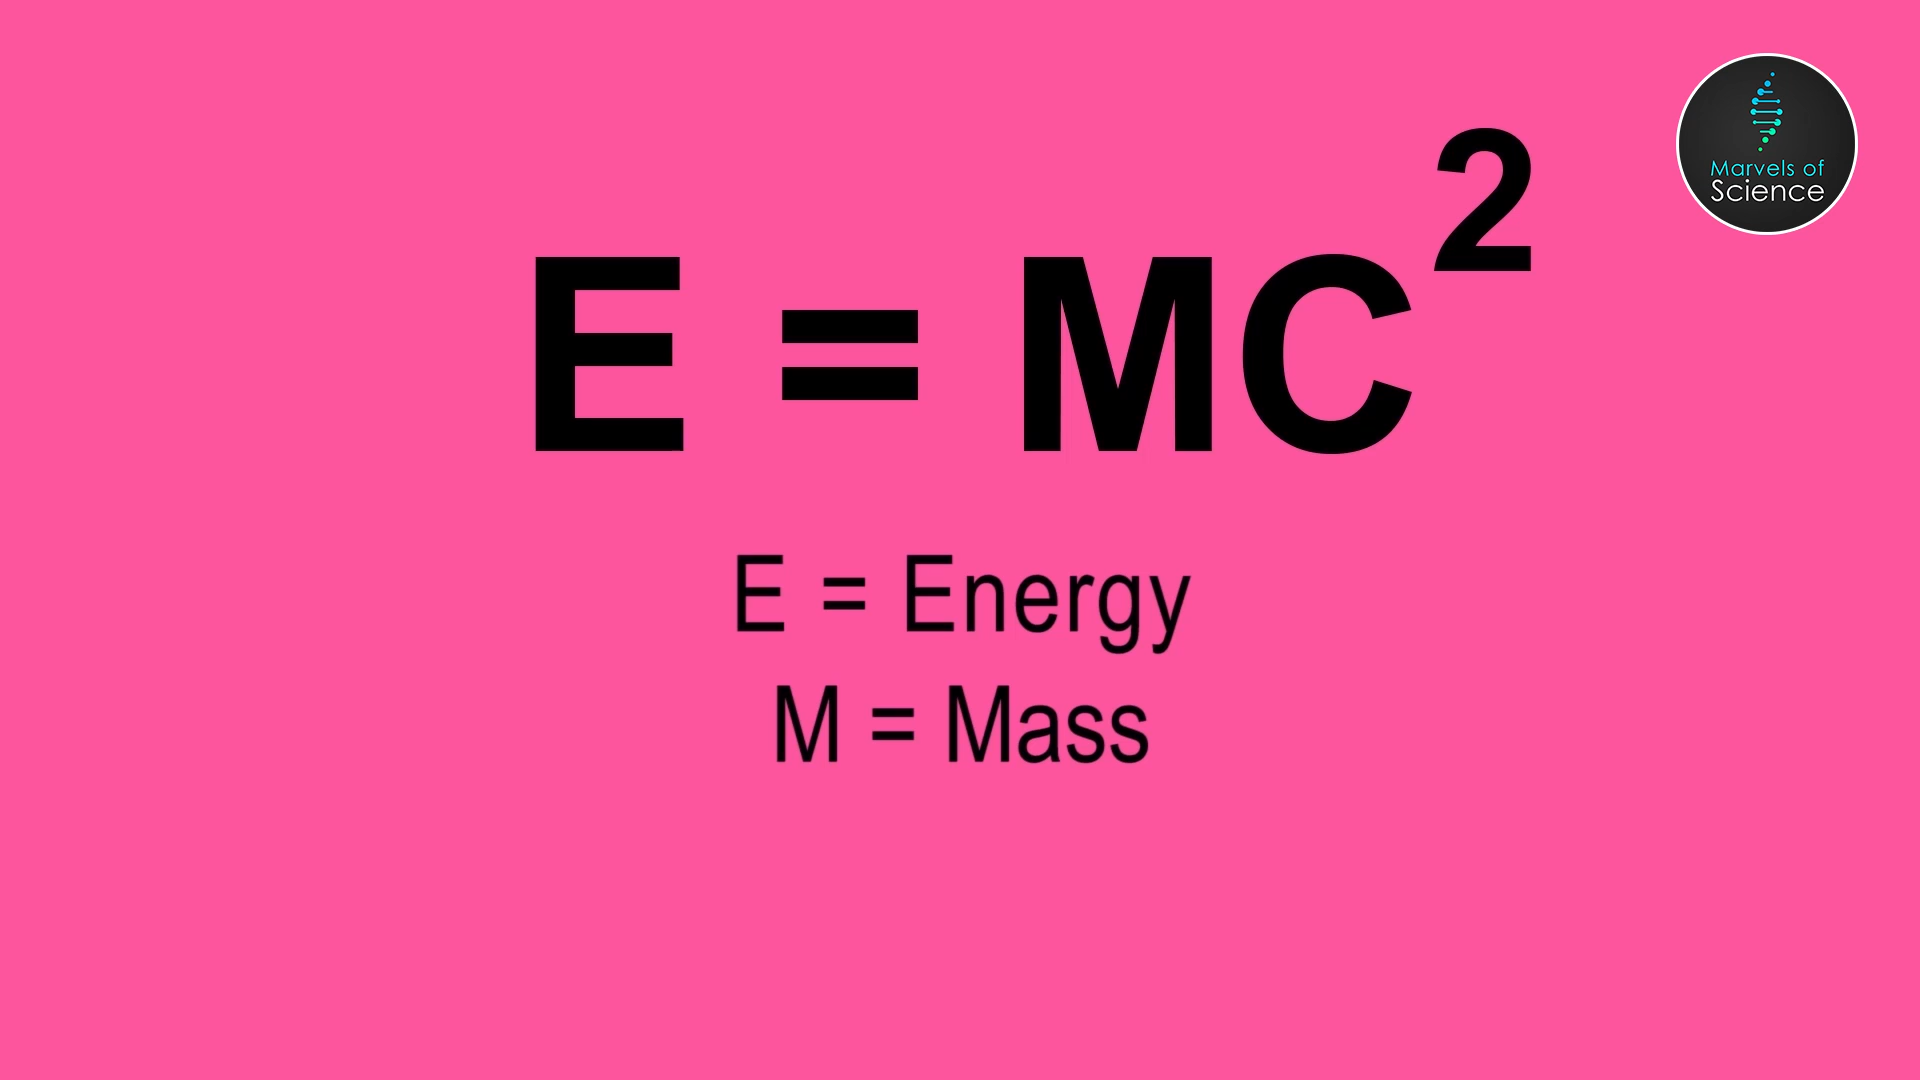 E = MC²
E = Energy
M = Mass
Marvels of
Science